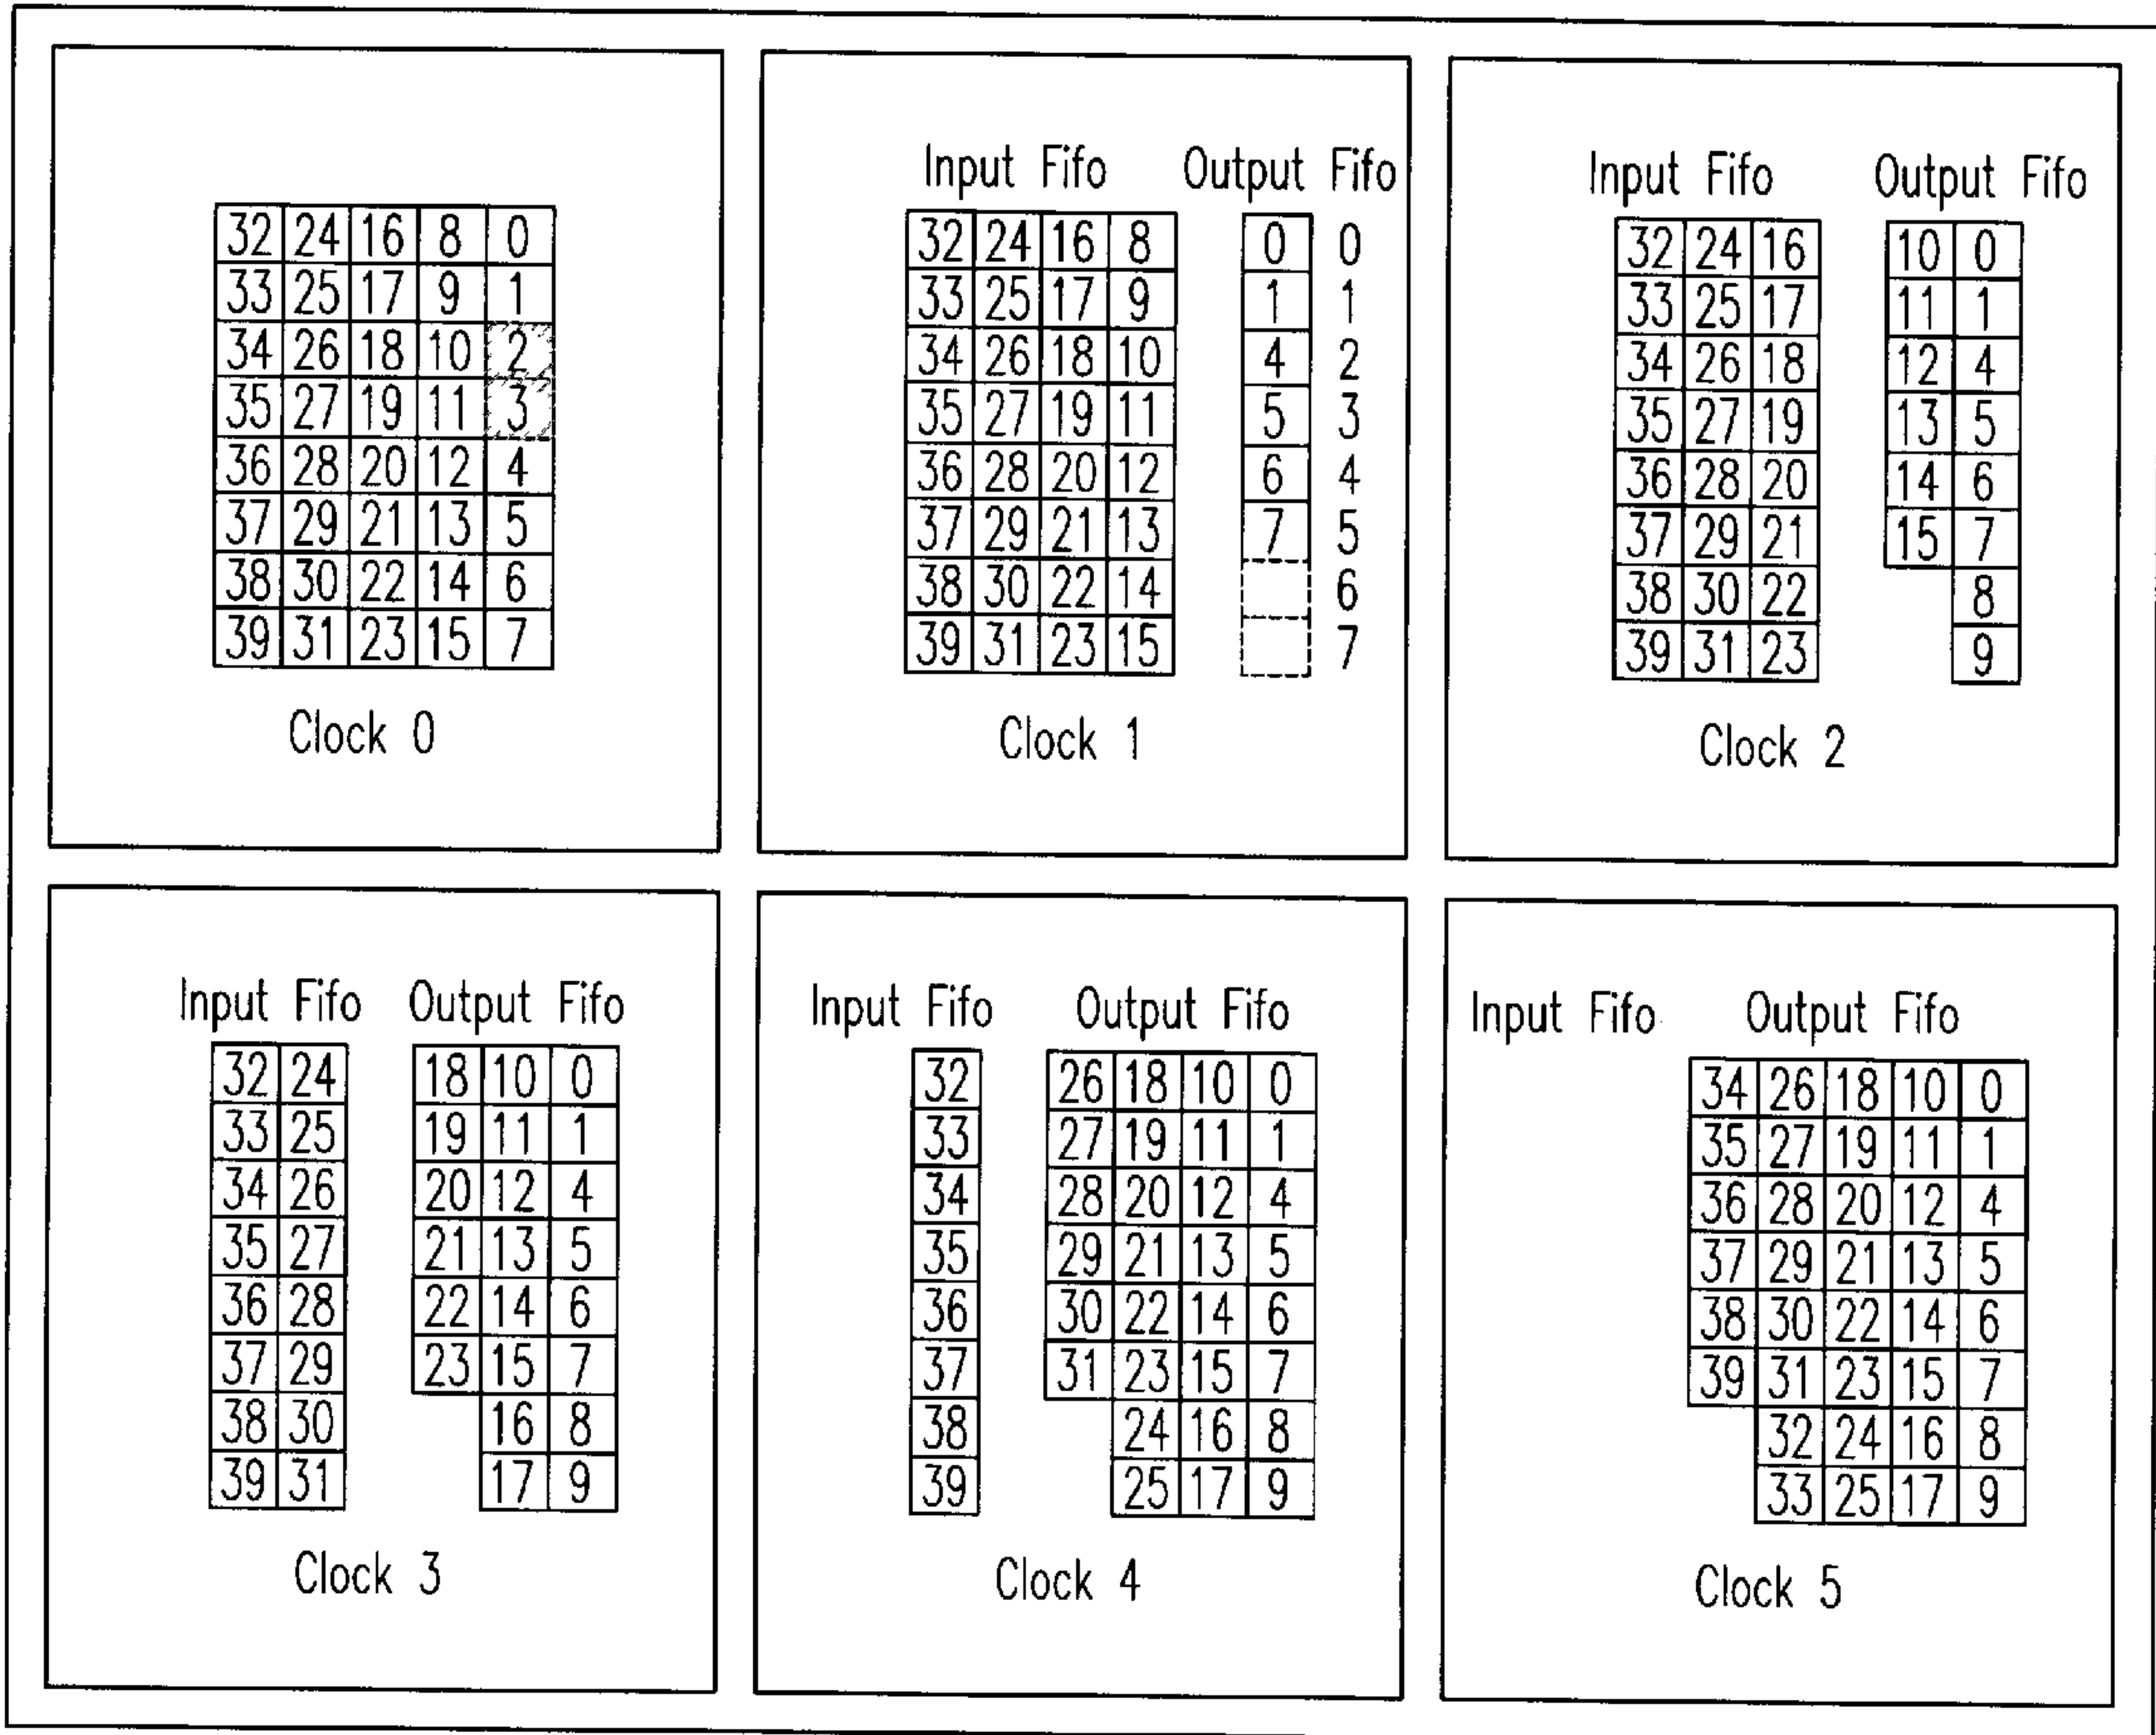 32 24 16 8 0
33 25 17 9 1
34 26 18 10 2
35 27 19 11 3
36 28 20 12 4
37 29 21 13 5
38 30 22 14 6
39 31 23 15 7
Clock 0
Input Fifo Output Fifo
32 24 16 8 0 0
33 25 17 9 1 1
34 26 18 10 4 2
35 27 19 11 5 3
36 28 20 12 6 4
37 29 21 13 7 5
38 30 22 14 6
39 31 23 15 7
Clock 1
Input Fifo Output Fifo
32 24 16 10 0
33 25 17 11 1
34 26 18 12 4
35 27 19 13 5
36 28 20 14 6
37 29 21 15 7
38 30 22 8
39 31 23 9
Clock 2
Input Fifo Output Fifo
32 24 18 10 0
33 25 19 11 1
34 26 20 12 4
35 27 21 13 5
36 28 22 14 6
37 29 23 15 7
38 30 16 8
39 31 17 9
Clock 3
Input Fifo Output Fifo
32 26 18 10 0
33 27 19 11 1
34 28 20 12 4
35 29 21 13 5
36 30 22 14 6
37 31 23 15 7
38 24 16 8
39 25 17 9
Clock 4
Input Fifo Output Fifo
34 26 18 10 0
35 27 19 11 1
36 28 20 12 4
37 29 21 13 5
38 30 22 14 6
39 31 23 15 7
32 24 16 8
33 25 17 9
Clock 5